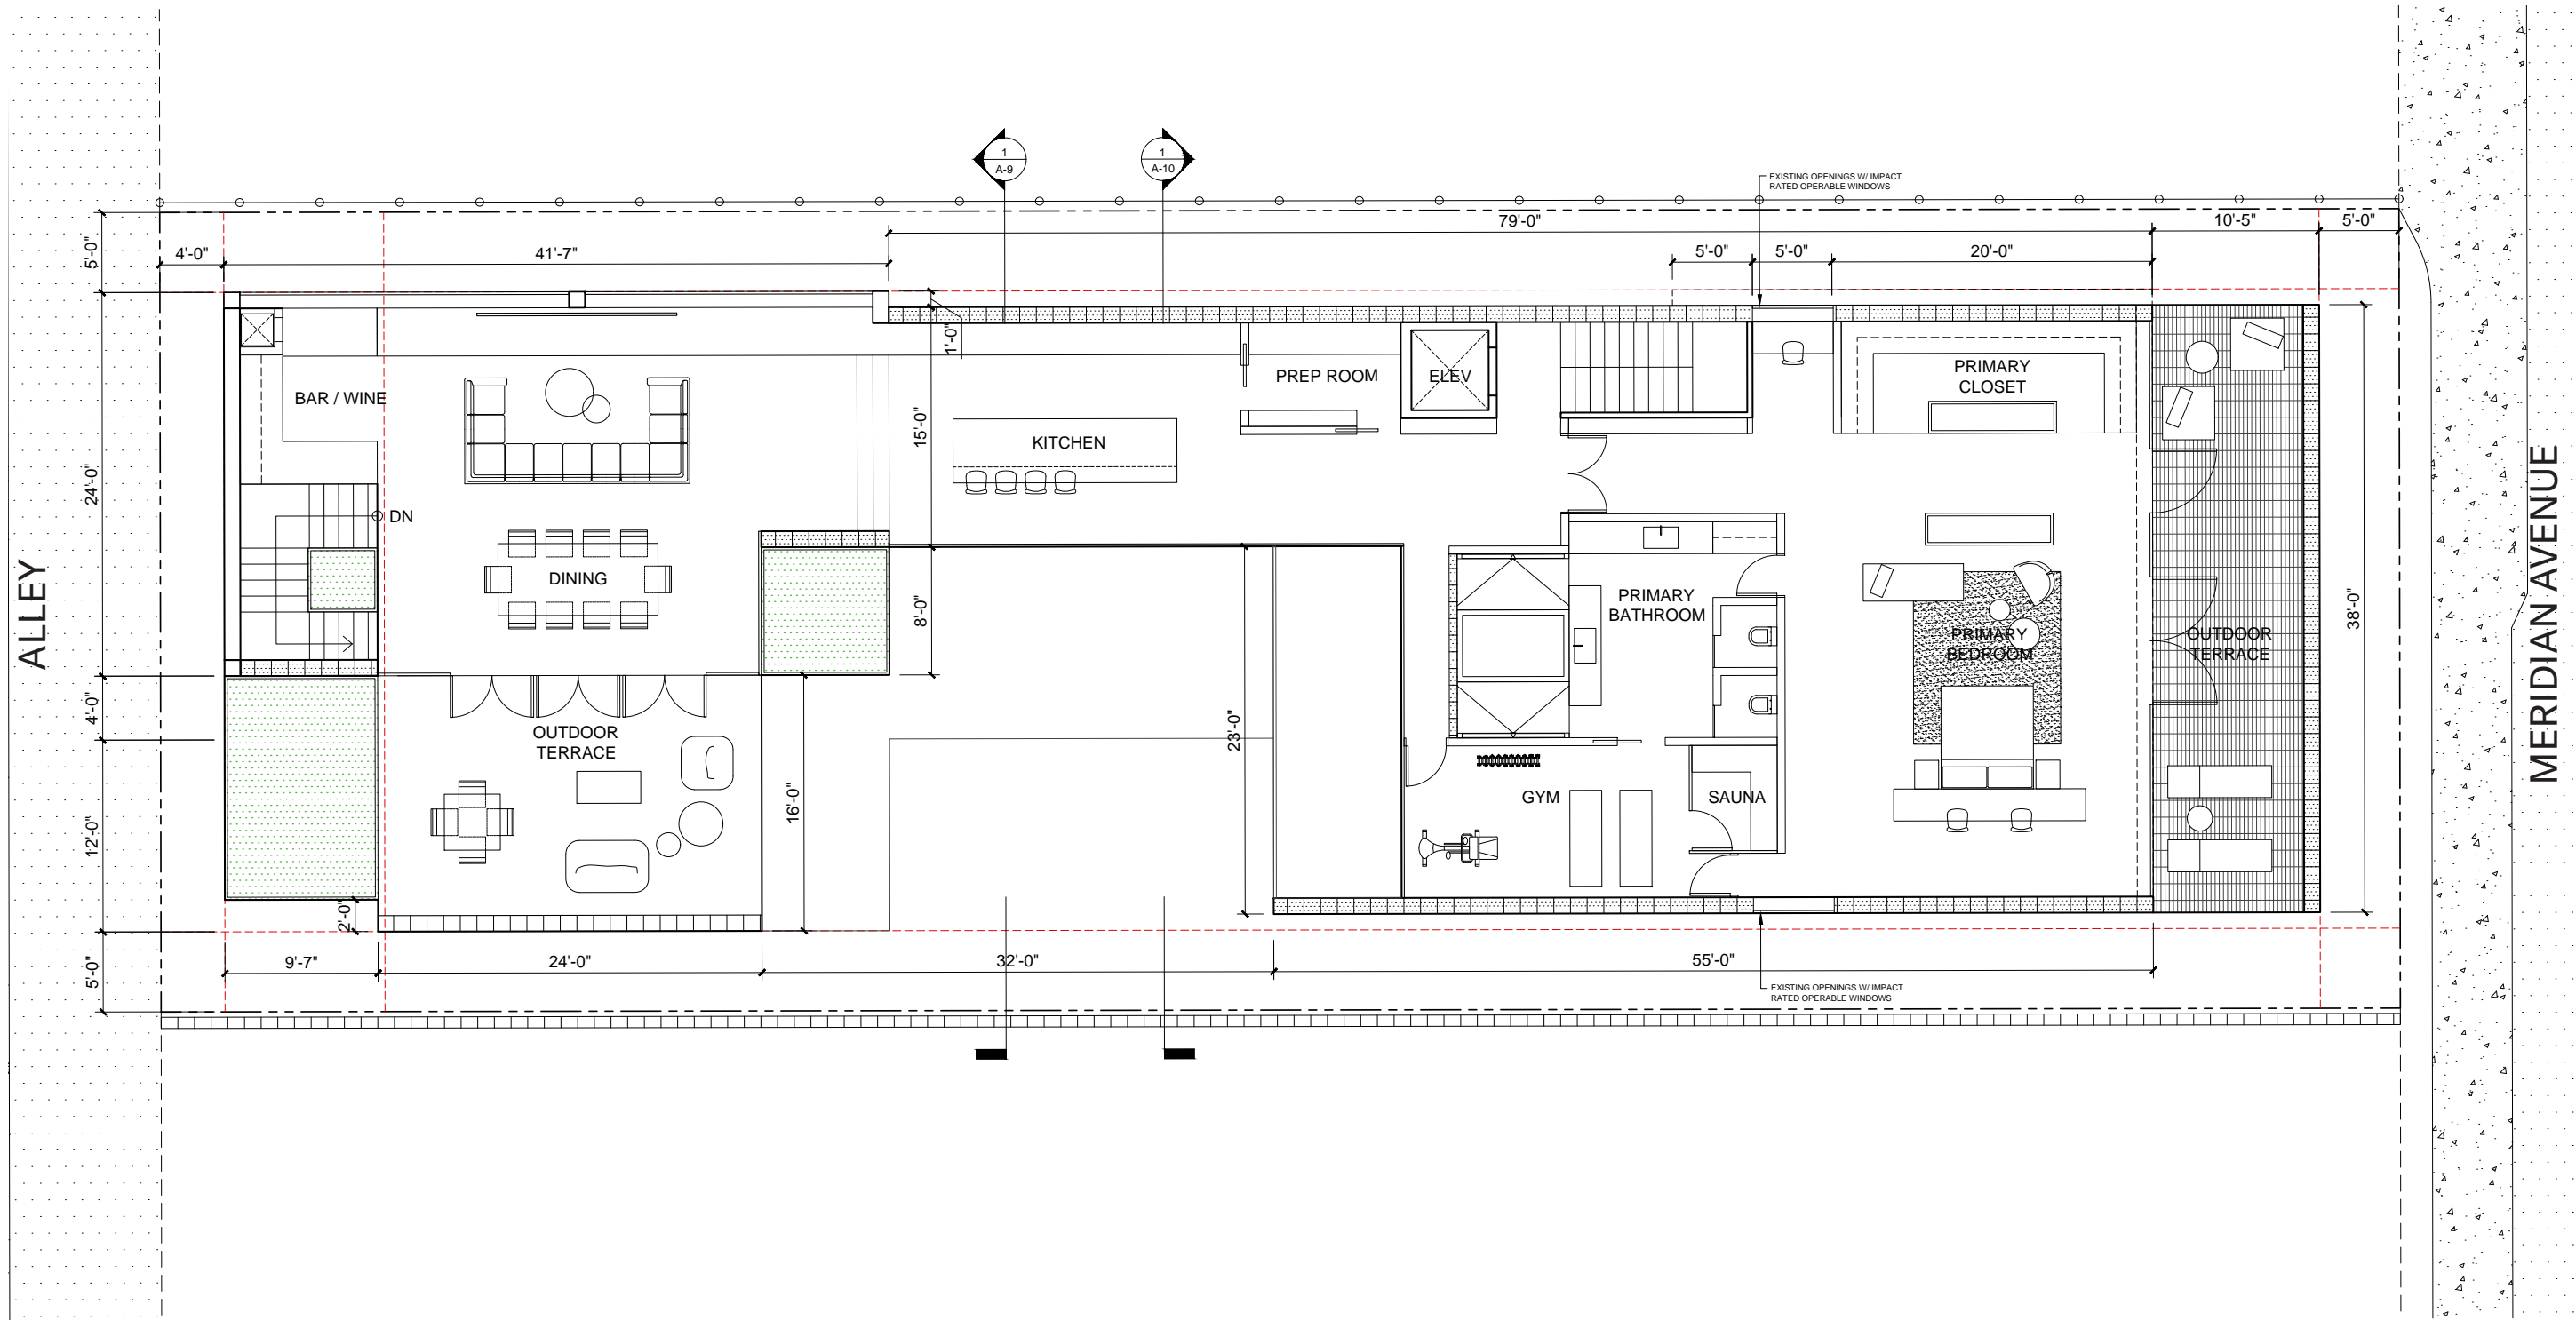 1
A-9
1
A-10
EXISTING OPENINGS W/ IMPACT
RATED OPERABLE WINDOWS
79'-0"
10'-5"
5'-0"
5'-0"
4'-0"
41'-7"
5'-0"
5'-0"
20'-0"
1'-0"
BAR / WINE
PREP ROOM
ELEV
PRIMARY
CLOSET
KITCHEN
15'-0"
24'-0"
DN
DINING
8'-0"
PRIMARY
BATHROOM
PRIMARY
BEDROOM
OUTDOOR
TERRACE
38'-0"
ALLEY
MERIDIAN AVENUE
4'-0"
OUTDOOR
TERRACE
23'-0"
16'-0"
12'-0"
GYM
SAUNA
2'-0"
5'-0"
9'-7"
24'-0"
32'-0"
55'-0"
EXISTING OPENINGS W/ IMPACT
RATED OPERABLE WINDOWS